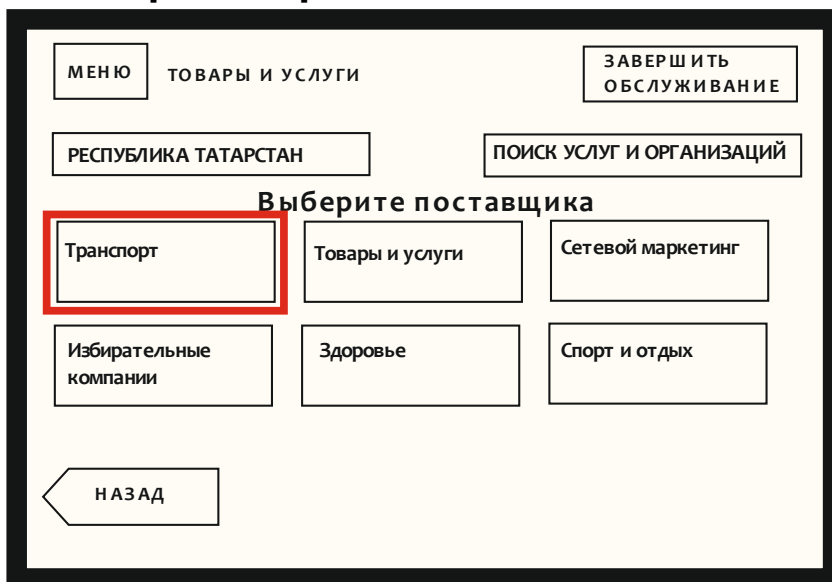 МЕНЮ
ТОВАРЫ И УСЛУГИ
ЗАВЕРШИТЬ
ОБСЛУЖИВАНИЕ
РЕСПУБЛИКА ТАТАРСТАН
ПОИСК УСЛУГ И ОРГАНИЗАЦИЙ
Выберите поставщика
Транспорт
Товары и услуги
Сетевой маркетинг
Избирательные
компании
Здоровье
Спорт и отдых
НАЗАД